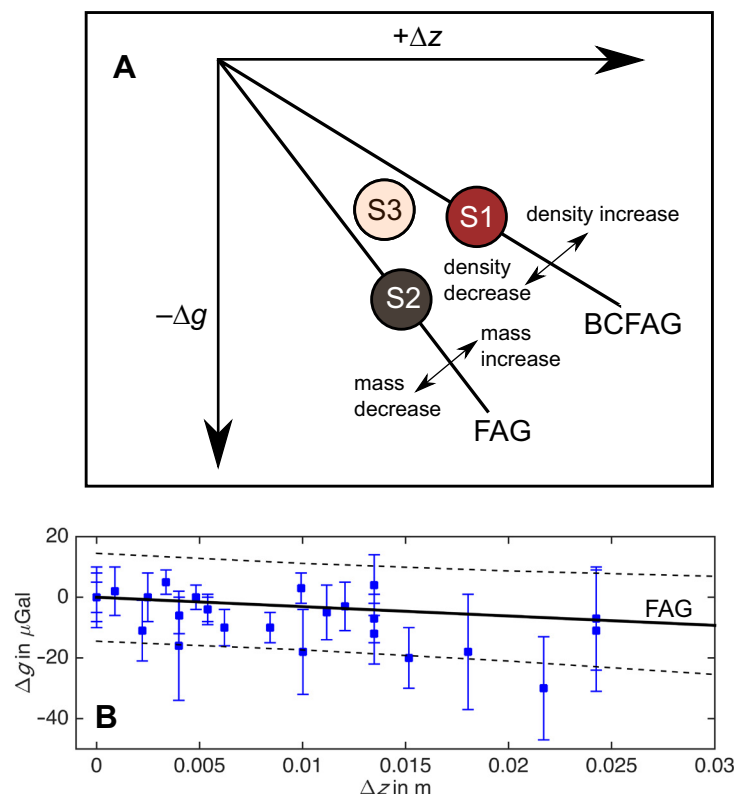 A
+Δz
S3
S1
density increase
density
decrease
S2
BCFAG
−Δg
mass
increase
mass
decrease
FAG
20
0
−20
−40
Δg in μGal
FAG
B
0
0.005
0.01
0.015
0.02
0.025
0.03
Δz in m